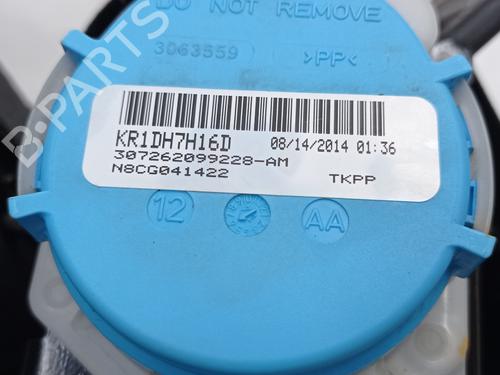 DO NOT REMOVE
3063559
>PP<
KR1DH7H16D 08/14/2014 01:36
307262099228-AM
N8CG041422 TKPP
12 AA
B-PARTS